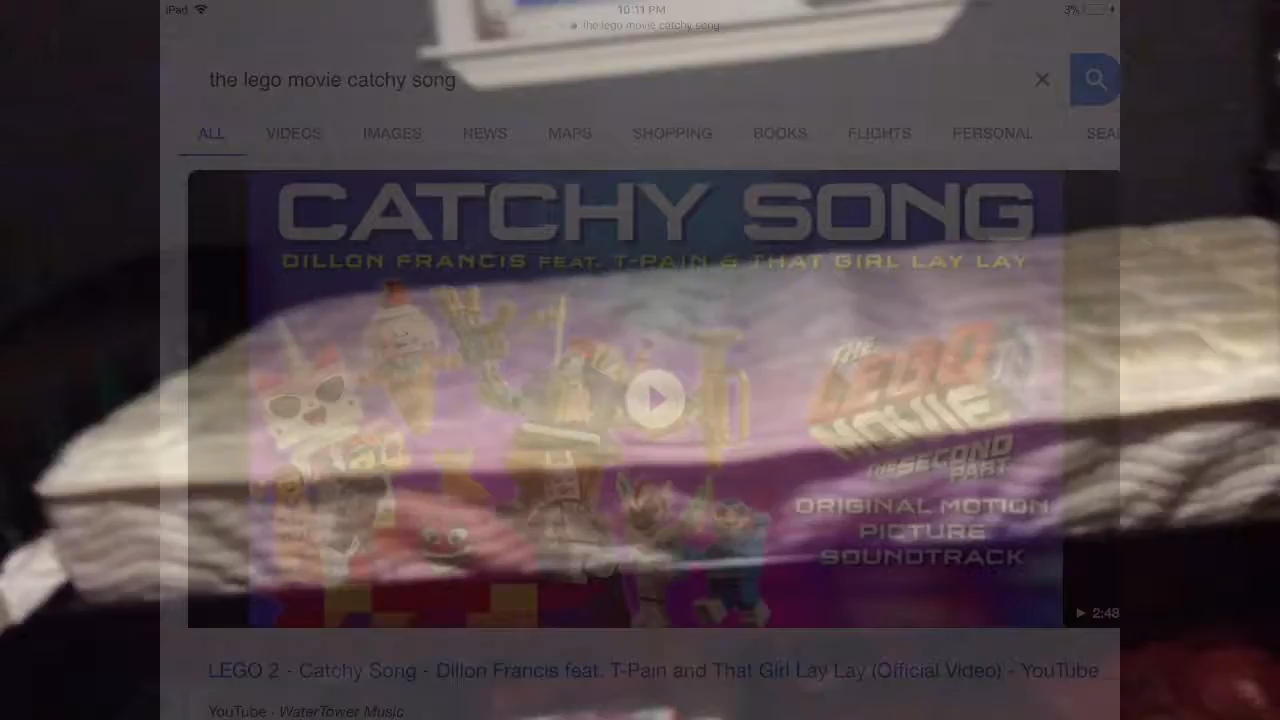 iPad
10:11 PM
3%
the lego movie catchy song
the lego movie catchy song
ALL VIDEOS IMAGES NEWS MAPS SHOPPING BOOKS FLIGHTS PERSONAL SEA
CATCHY SONG
DILLON FRANCIS FEAT. T-PAIN & THAT GIRL LAY LAY
THE
LEGO
MOVIE
THE SECOND
PART
ORIGINAL MOTION
PICTURE
SOUNDTRACK
2:48
LEGO 2 - Catchy Song - Dillon Francis feat. T-Pain and That Girl Lay Lay (Official Video) - YouTube
YouTube · WaterTower Music